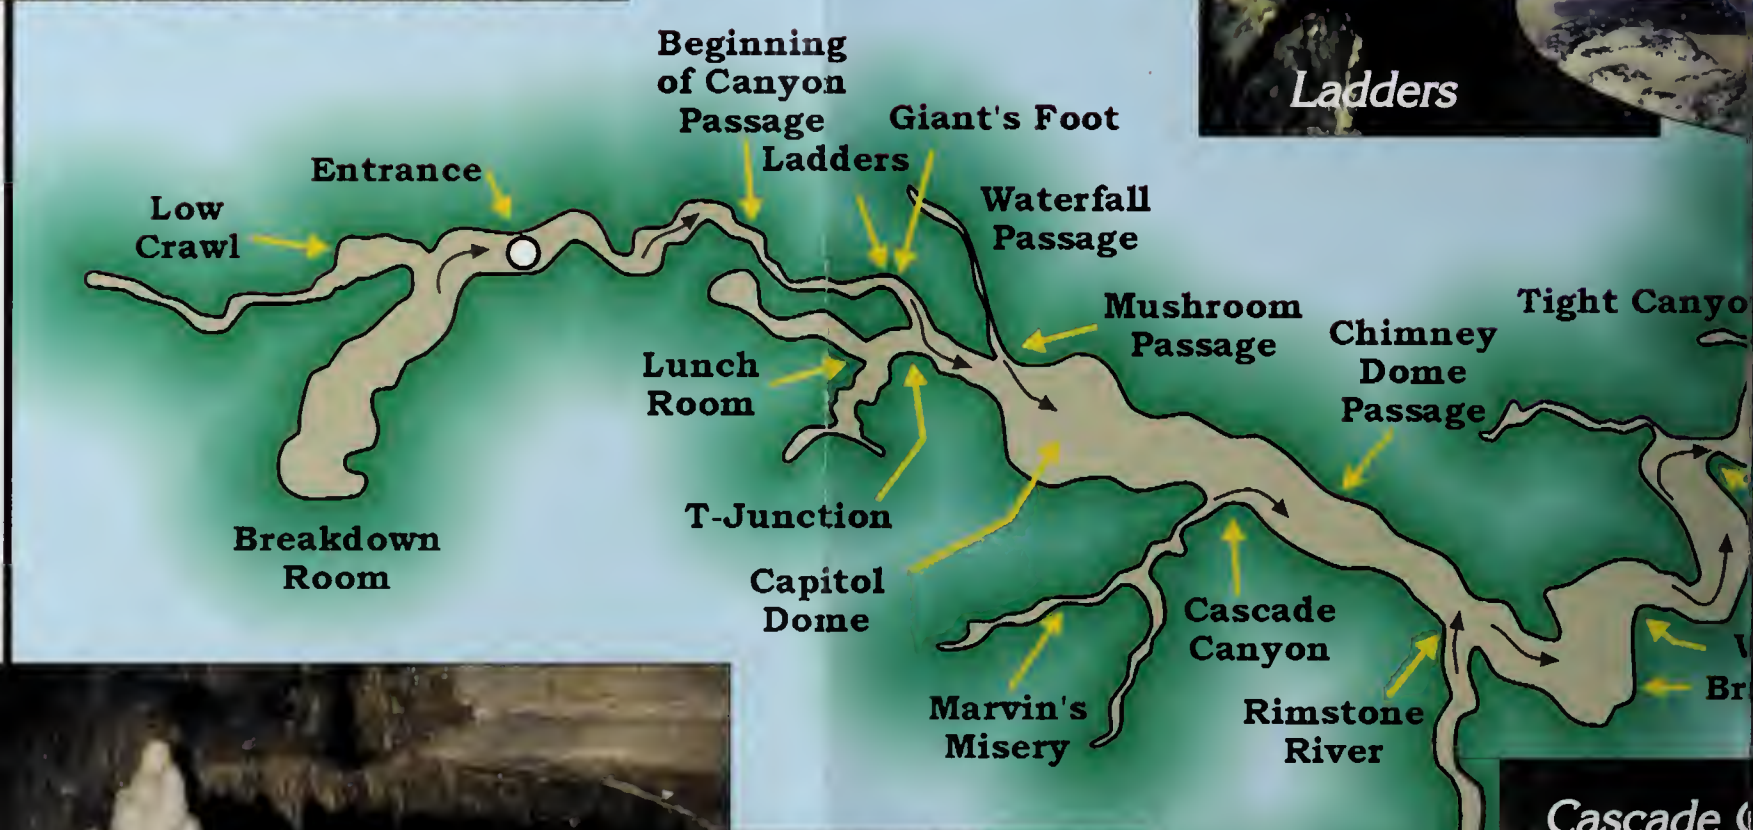 Beginning
of Canyon
Passage
Ladders
Giant's Foot
Ladders
Entrance
Low
Crawl
Waterfall
Passage
Mushroom
Passage
Tight
Chimney
Dome
Passage
Lunch
Room
T-Junction
Breakdown
Room
Capitol
Dome
Cascade
Canyon
Marvin's
Misery
Rimstone
River
Cascade